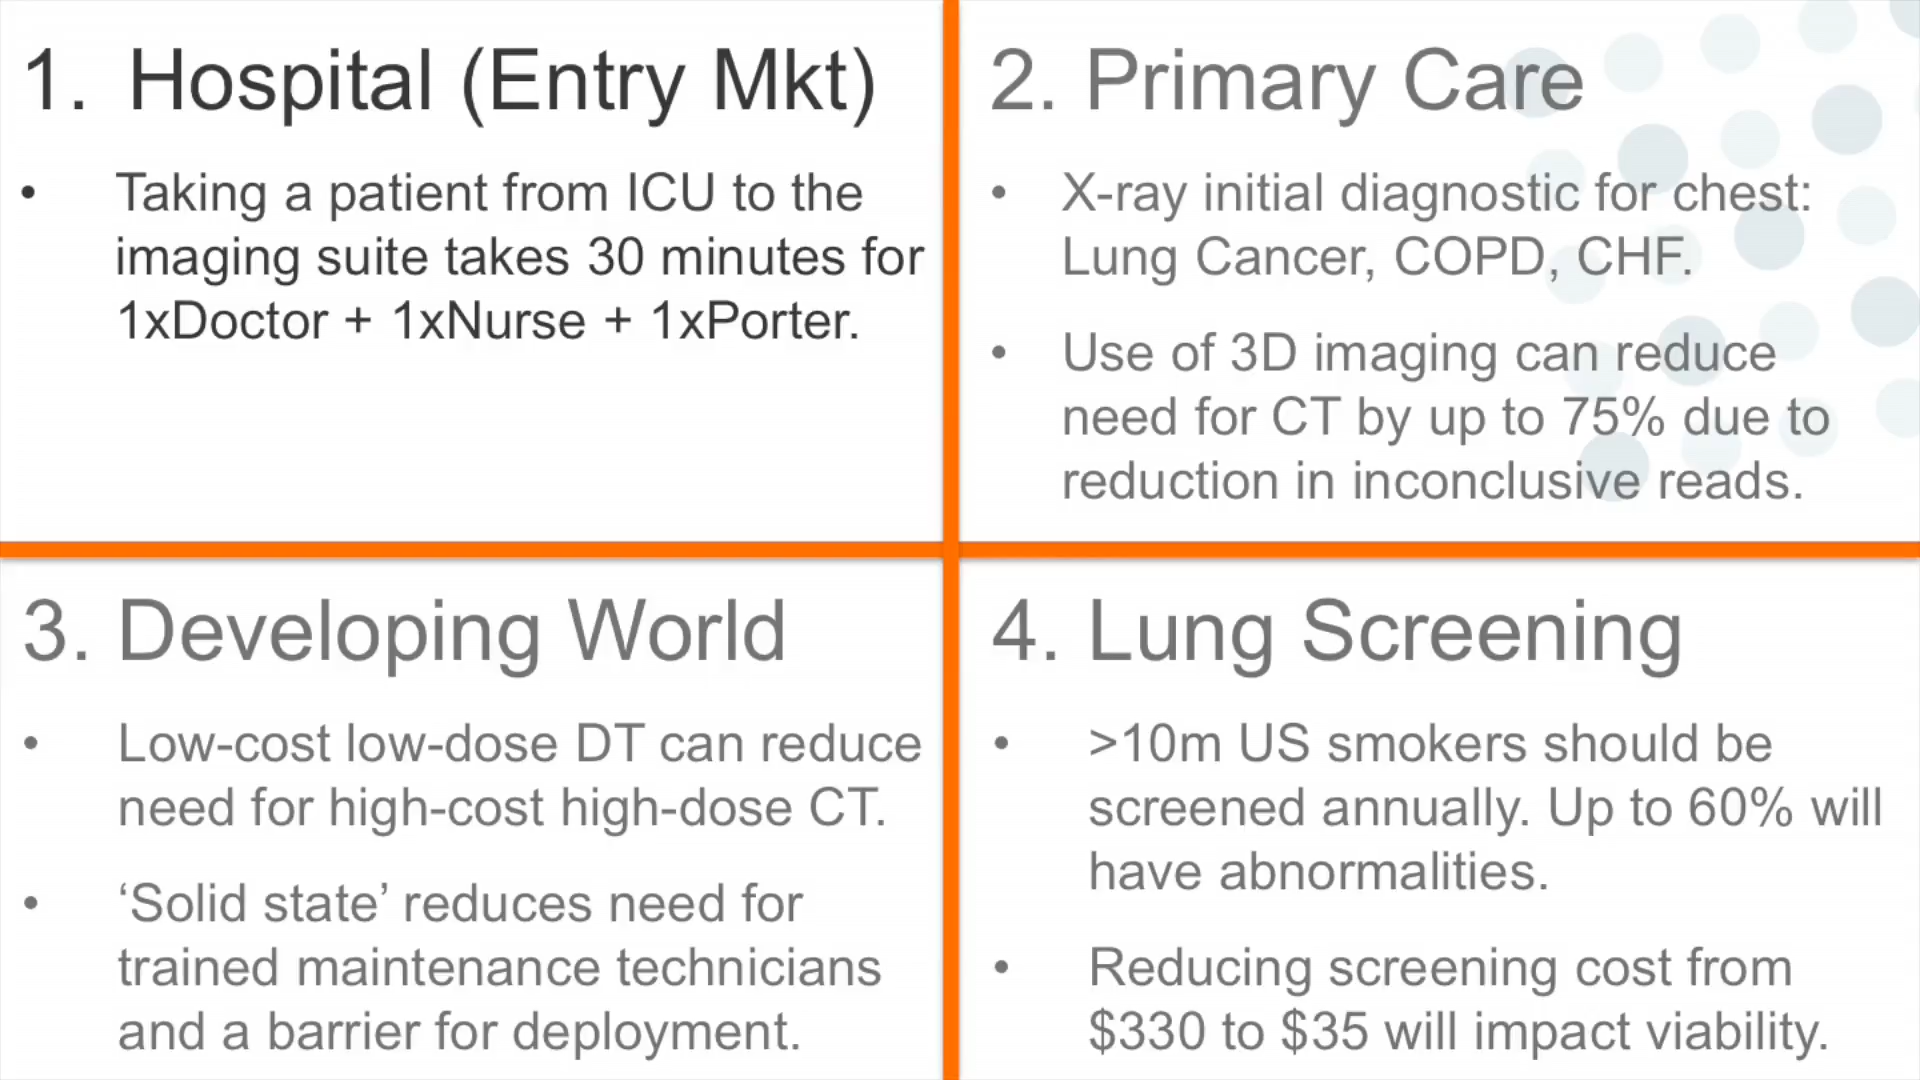 1. Hospital (Entry Mkt)
• Taking a patient from ICU to the
imaging suite takes 30 minutes for
1xDoctor + 1xNurse + 1xPorter.
2. Primary Care
• X-ray initial diagnostic for chest:
Lung Cancer, COPD, CHF.
• Use of 3D imaging can reduce
need for CT by up to 75% due to
reduction in inconclusive reads.
3. Developing World
• Low-cost low-dose DT can reduce
need for high-cost high-dose CT.
• ‘Solid state’ reduces need for
trained maintenance technicians
and a barrier for deployment.
4. Lung Screening
• >10m US smokers should be
screened annually. Up to 60% will
have abnormalities.
• Reducing screening cost from
$330 to $35 will impact viability.